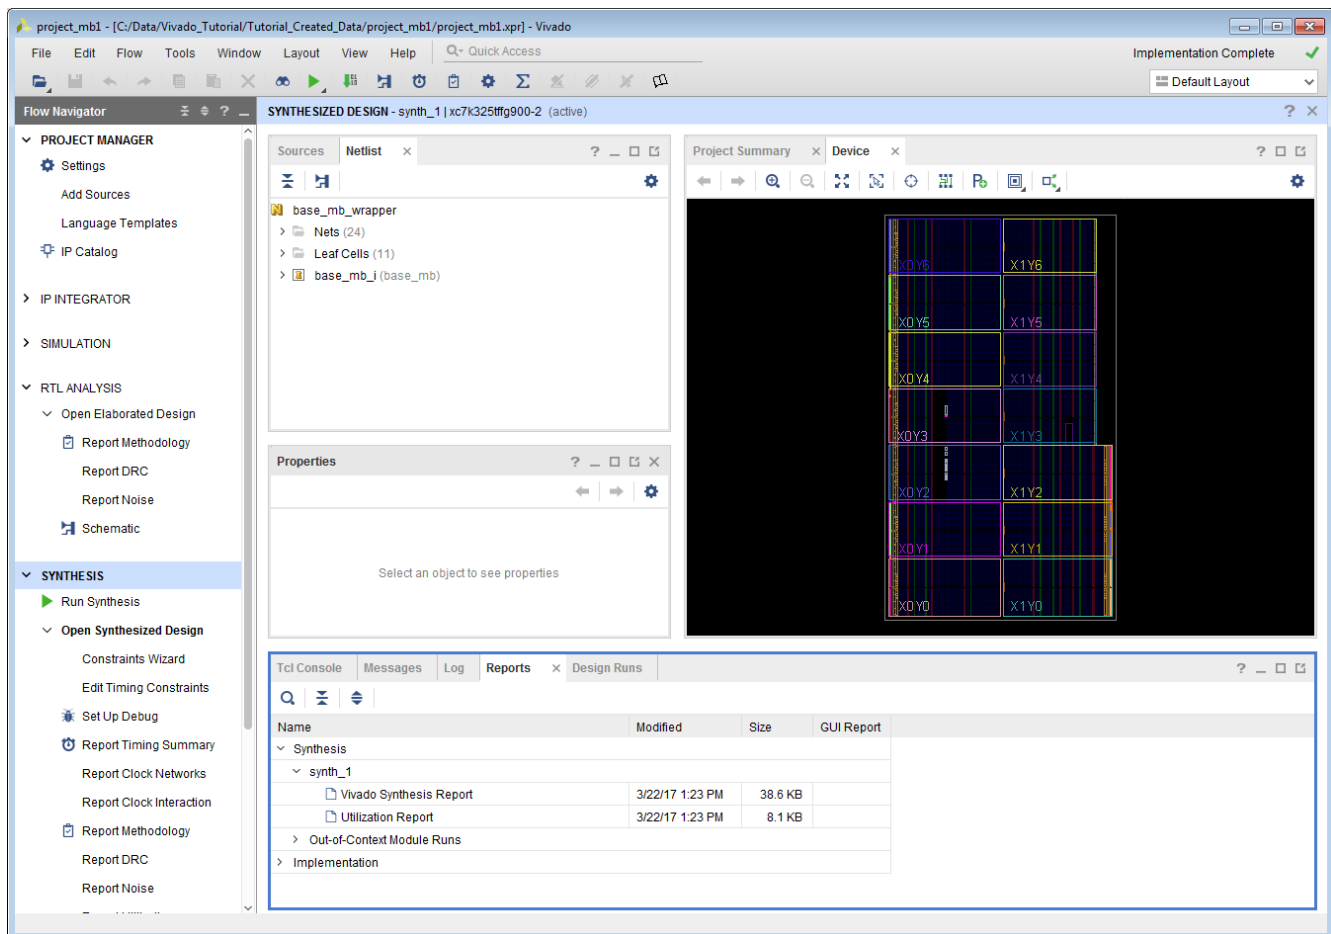 project_mb1 - [C:/Data/Vivado_Tutorial/Tutorial_Created_Data/project_mb1/project_mb1.xpr] - Vivado
File Edit Flow Tools Window Layout View Help Quick Access Implementation Complete
Default Layout
Flow Navigator
PROJECT MANAGER
Settings
Add Sources
Language Templates
IP Catalog
IP INTEGRATOR
SIMULATION
RTL ANALYSIS
Open Elaborated Design
Report Methodology
Report DRC
Report Noise
Schematic
SYNTHESIS
Run Synthesis
Open Synthesized Design
Constraints Wizard
Edit Timing Constraints
Set Up Debug
Report Timing Summary
Report Clock Networks
Report Clock Interaction
Report Methodology
Report DRC
Report Noise
SYNTHESIZED DESIGN - synth_1 | xc7k325tffg900-2 (active)
Sources Netlist
base_mb_wrapper
Nets (24)
Leaf Cells (11)
base_mb_i (base_mb)
Properties
Select an object to see properties
Project Summary Device
X0Y6 X1Y6
X0Y5 X1Y5
X0Y4 X1Y4
X0Y3 X1Y3
X0Y2 X1Y2
X0Y1 X1Y1
X0Y0 X1Y0
Tcl Console Messages Log Reports Design Runs
Name Modified Size GUI Report
Synthesis
synth_1
Vivado Synthesis Report 3/22/17 1:23 PM 38.6 KB
Utilization Report 3/22/17 1:23 PM 8.1 KB
Out-of-Context Module Runs
Implementation